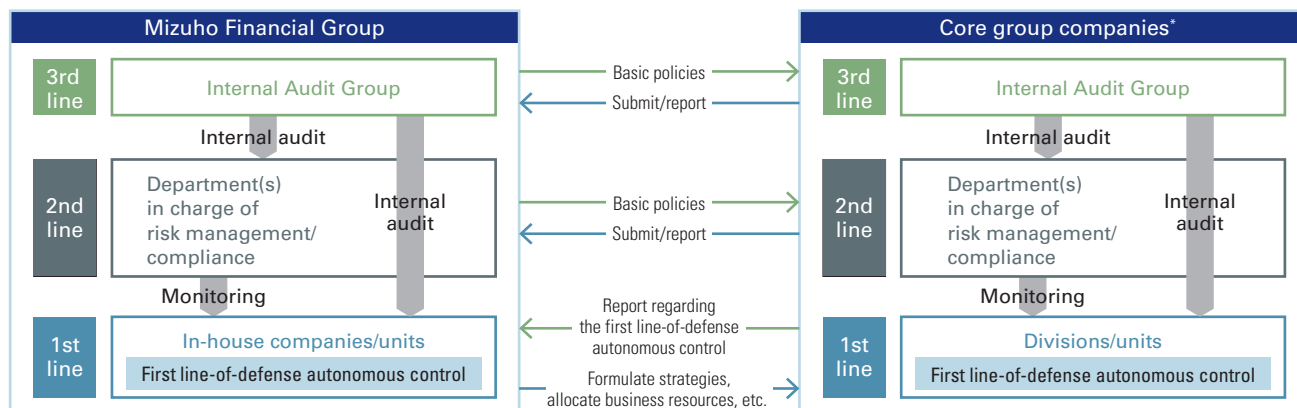 Mizuho Financial Group
3rd
line
Internal Audit Group
Internal audit
2nd
line
Department(s)
in charge of
risk management/
compliance
Internal
audit
Monitoring
1st
line
In-house companies/units
First line-of-defense autonomous control
Basic policies
Submit/report
Basic policies
Submit/report
Report regarding
the first line-of-defense
autonomous control
Formulate strategies,
allocate business resources, etc.
Core group companies*
3rd
line
Internal Audit Group
Internal audit
2nd
line
Department(s)
in charge of
risk management/
compliance
Internal
audit
Monitoring
1st
line
Divisions/units
First line-of-defense autonomous control